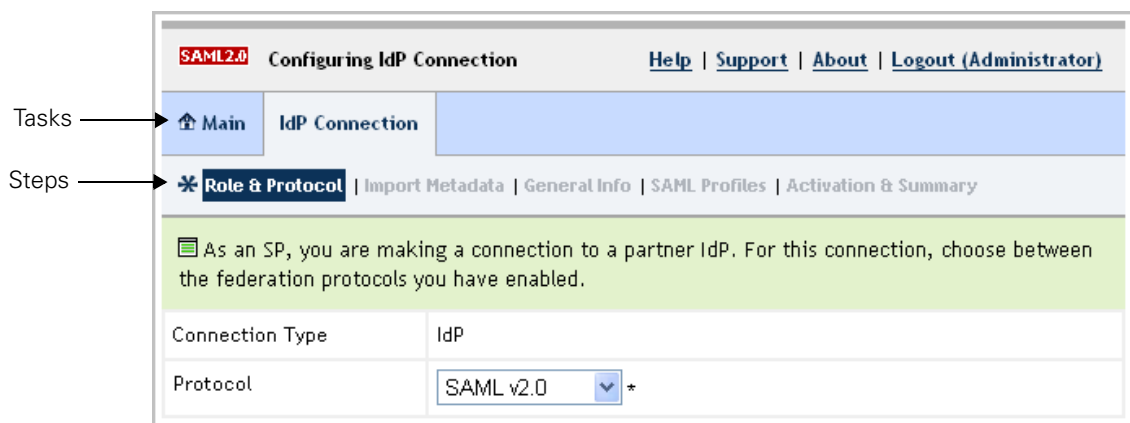 SAML2.0 Configuring IdP Connection Help | Support | About | Logout (Administrator)
Tasks Main IdP Connection
Steps Role & Protocol | Import Metadata | General Info | SAML Profiles | Activation & Summary
As an SP, you are making a connection to a partner IdP. For this connection, choose between
the federation protocols you have enabled.
Connection Type IdP
Protocol SAML v2.0 *